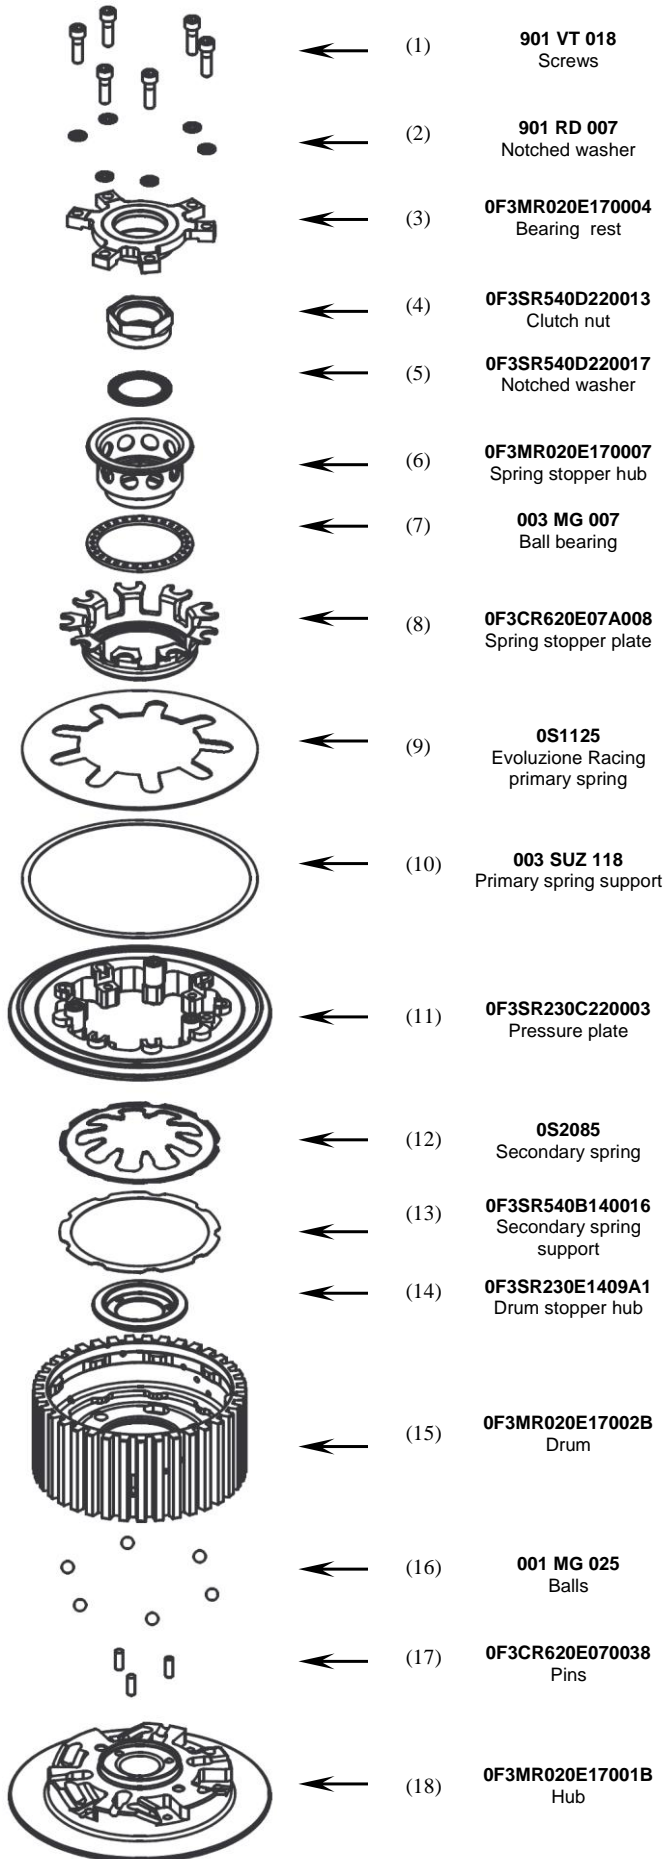 (1)
901 VT 018
Screws
(2)
901 RD 007
Notched washer
(3)
0F3MR020E170004
Bearing rest
(4)
0F3SR540D220013
Clutch nut
(5)
0F3SR540D220017
Notched washer
(6)
0F3MR020E170007
Spring stopper hub
(7)
003 MG 007
Ball bearing
(8)
0F3CR620E07A008
Spring stopper plate
(9)
0S1125
Evoluzione Racing
primary spring
(10)
003 SUZ 118
Primary spring support
(11)
0F3SR230C220003
Pressure plate
(12)
0S2085
Secondary spring
(13)
0F3SR540B140016
Secondary spring
support
(14)
0F3SR230E1409A1
Drum stopper hub
(15)
0F3MR020E17002B
Drum
(16)
001 MG 025
Balls
(17)
0F3CR620E070038
Pins
(18)
0F3MR020E17001B
Hub